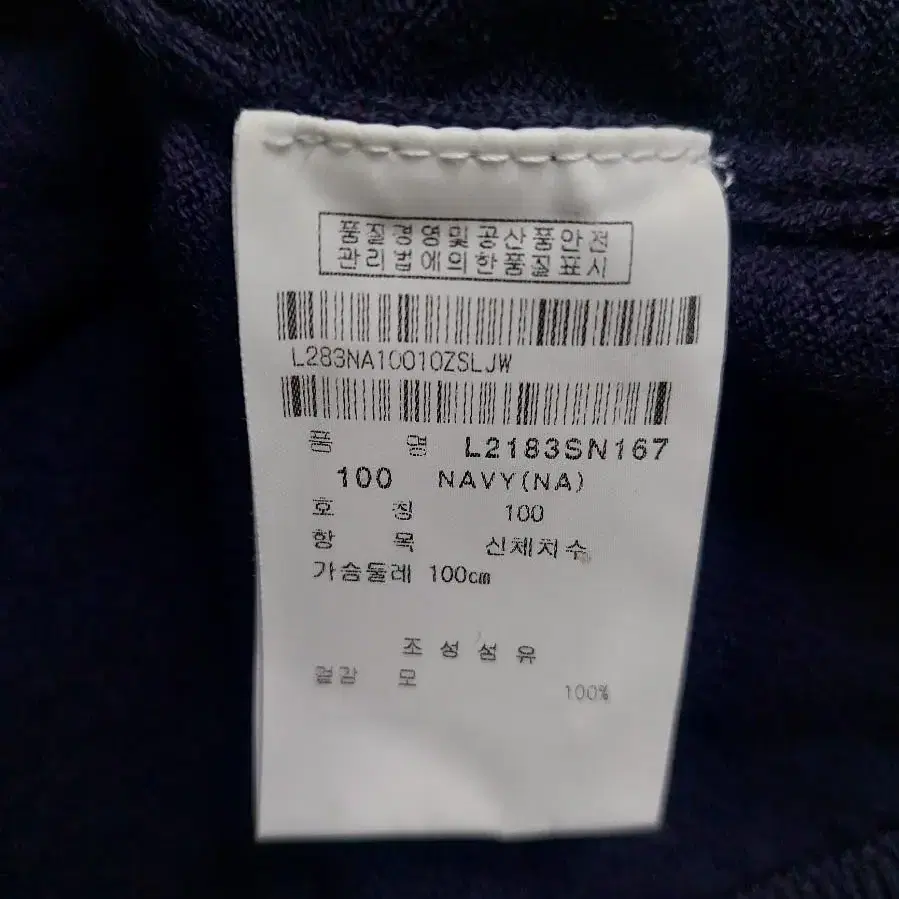 품질경영및공산품안전
관리법에의한품질표시
L283NA10010ZSLJW
품 명 L2183SN167
100 NAVY(NA)
호 칭 100
항 목 신체치수
가슴둘레 100㎝
조 성 섬 유
겉감 모 100%